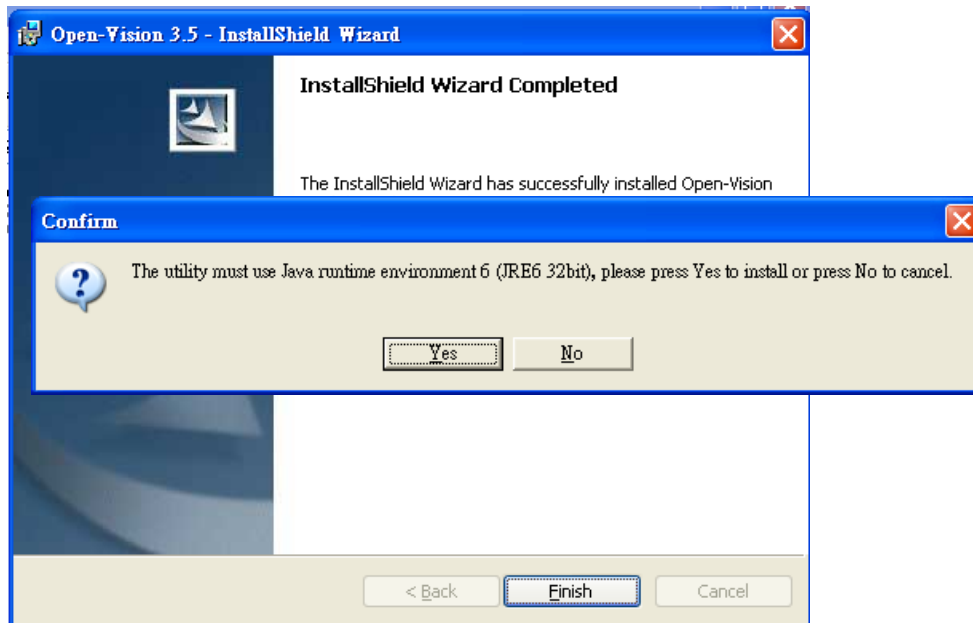 Open-Vision 3.5 - InstallShield Wizard
InstallShield Wizard Completed
The InstallShield Wizard has successfully installed Open-Vision
Confirm
The utility must use Java runtime environment 6 (JRE6 32bit), please press Yes to install or press No to cancel.
Yes No
< Back Finish Cancel